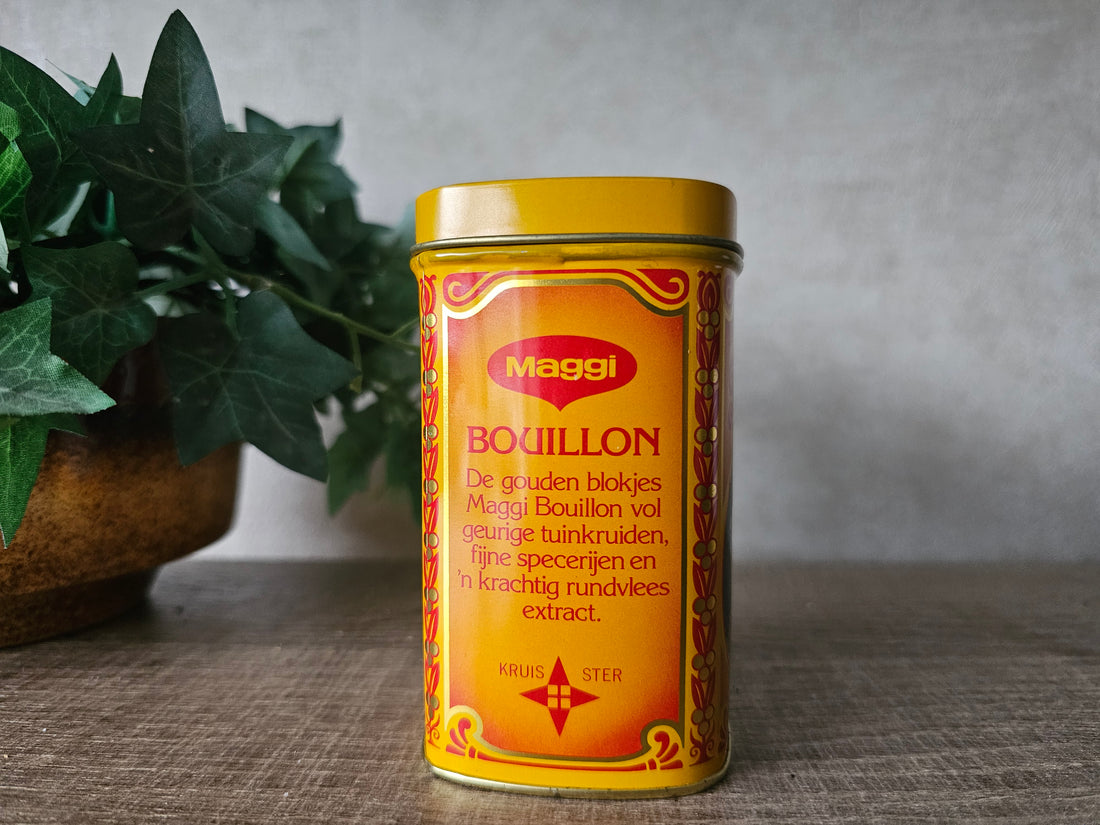 Maggi
BOUILLON
De gouden blokjes
Maggi Bouillon vol
geurige tuinkruiden,
fijne specerijen en
'n krachtig rundvlees
extract.
KRUIS STER